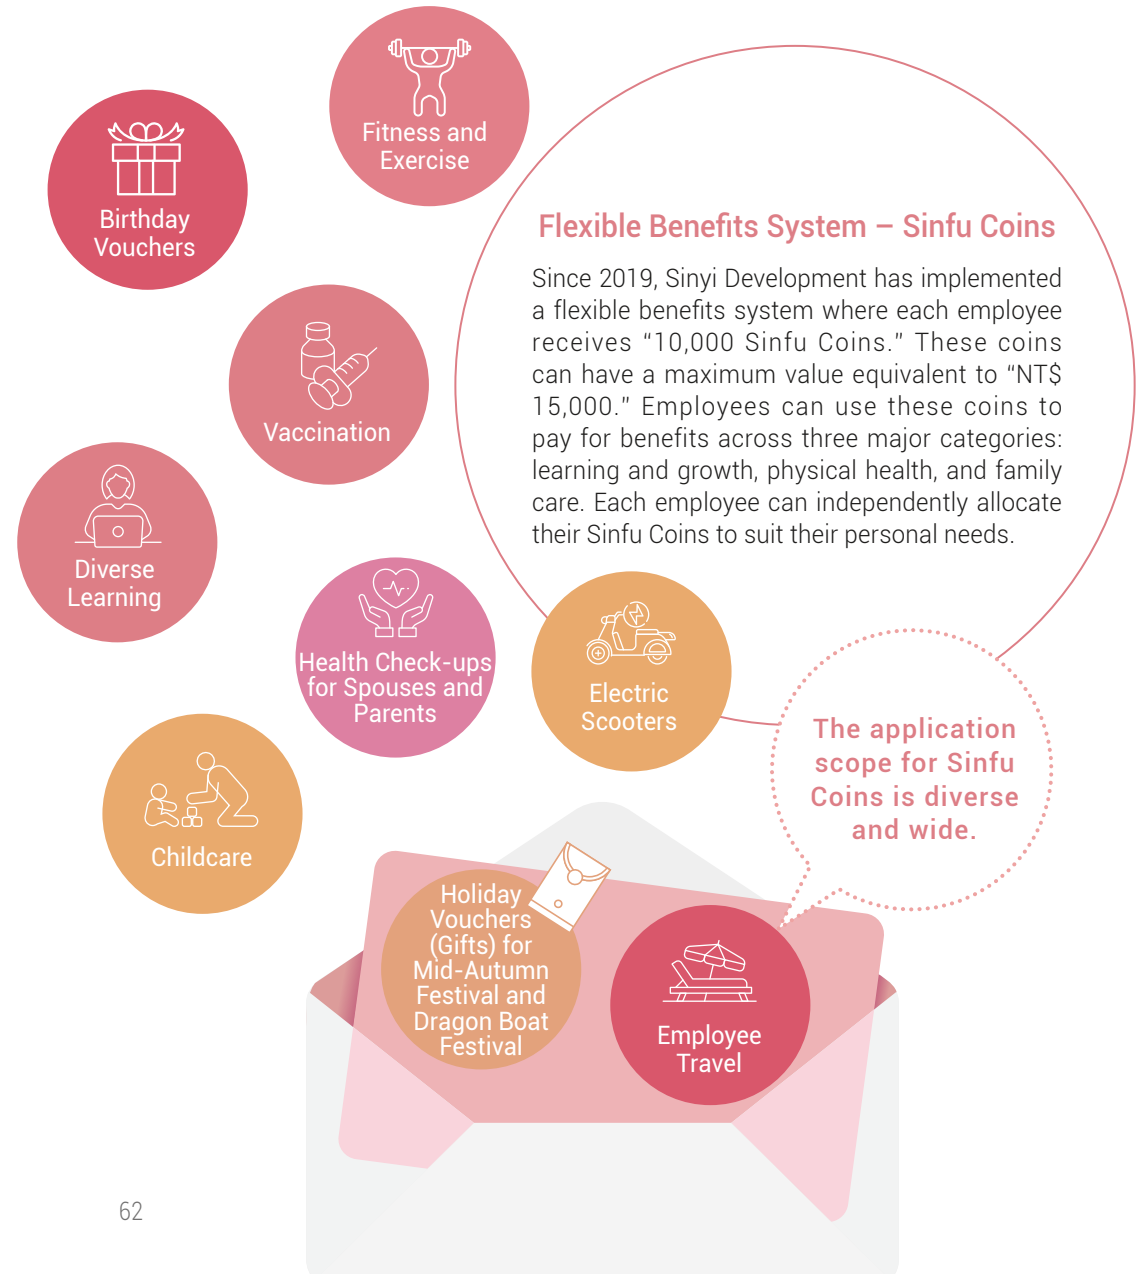 Fitness and
Exercise
Birthday
Vouchers
Flexible Benefits System – Sinfu Coins
Since 2019, Sinyi Development has implemented
a flexible benefits system where each employee
receives “10,000 Sinfu Coins.” These coins
can have a maximum value equivalent to “NT$
15,000.” Employees can use these coins to
pay for benefits across three major categories:
learning and growth, physical health, and family
care. Each employee can independently allocate
their Sinfu Coins to suit their personal needs.
Vaccination
Diverse
Learning
Health Check-ups
for Spouses and
Parents
Electric
Scooters
The application
scope for Sinfu
Coins is diverse
and wide.
Childcare
Holiday
Vouchers
(Gifts) for
Mid-Autumn
Festival and
Dragon Boat
Festival
Employee
Travel
62